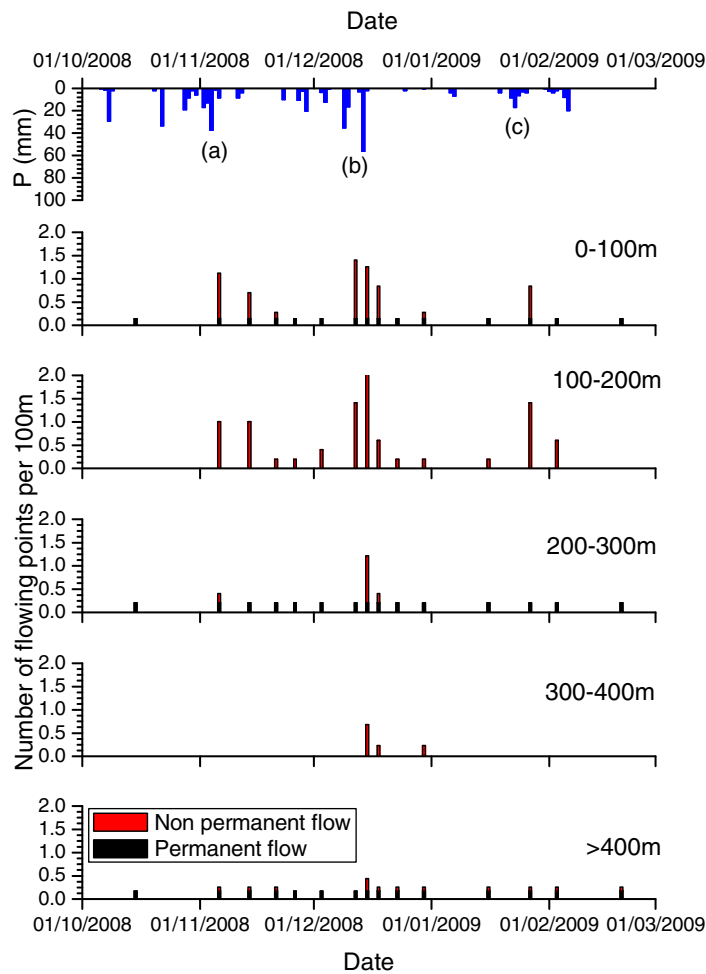 Date
01/10/2008 01/11/2008 01/12/2008 01/01/2009 01/02/2009 01/03/2009
P (mm)
0
20
40
60
80
100
(a)
(b)
(c)
Number of flowing points per 100m
0-100m
2.0
1.5
1.0
0.5
0.0
100-200m
2.0
1.5
1.0
0.5
0.0
200-300m
2.0
1.5
1.0
0.5
0.0
300-400m
2.0
1.5
1.0
0.5
0.0
>400m
2.0
1.5
1.0
0.5
0.0
Non permanent flow
Permanent flow
01/10/2008 01/11/2008 01/12/2008 01/01/2009 01/02/2009 01/03/2009
Date